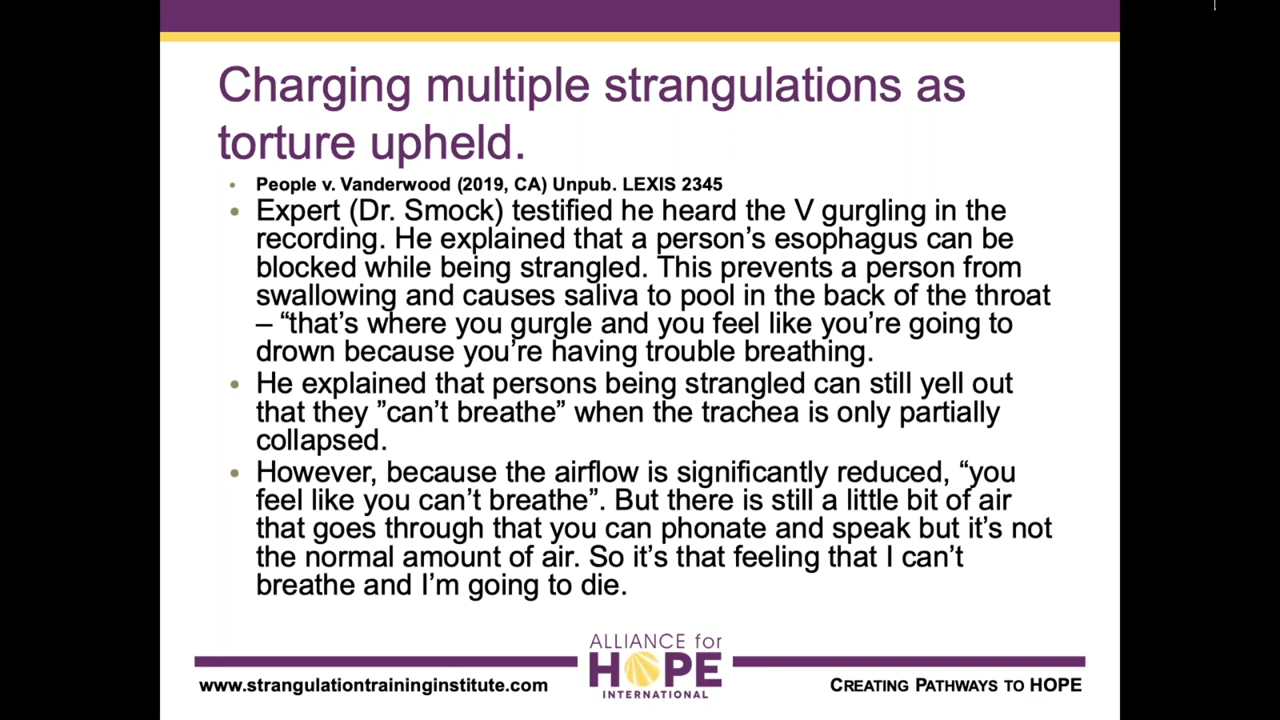 Charging multiple strangulations as
torture upheld.
• People v. Vanderwood (2019, CA) Unpub. LEXIS 2345
• Expert (Dr. Smock) testified he heard the V gurgling in the
recording. He explained that a person's esophagus can be
blocked while being strangled. This prevents a person from
swallowing and causes saliva to pool in the back of the throat
– “that's where you gurgle and you feel like you're going to
drown because you're having trouble breathing.
• He explained that persons being strangled can still yell out
that they ”can't breathe” when the trachea is only partially
collapsed.
• However, because the airflow is significantly reduced, “you
feel like you can't breathe”. But there is still a little bit of air
that goes through that you can phonate and speak but it's not
the normal amount of air. So it's that feeling that I can't
breathe and I'm going to die.
ALLIANCE for
HOPE
INTERNATIONAL
www.strangulationtraininginstitute.com
CREATING PATHWAYS TO HOPE